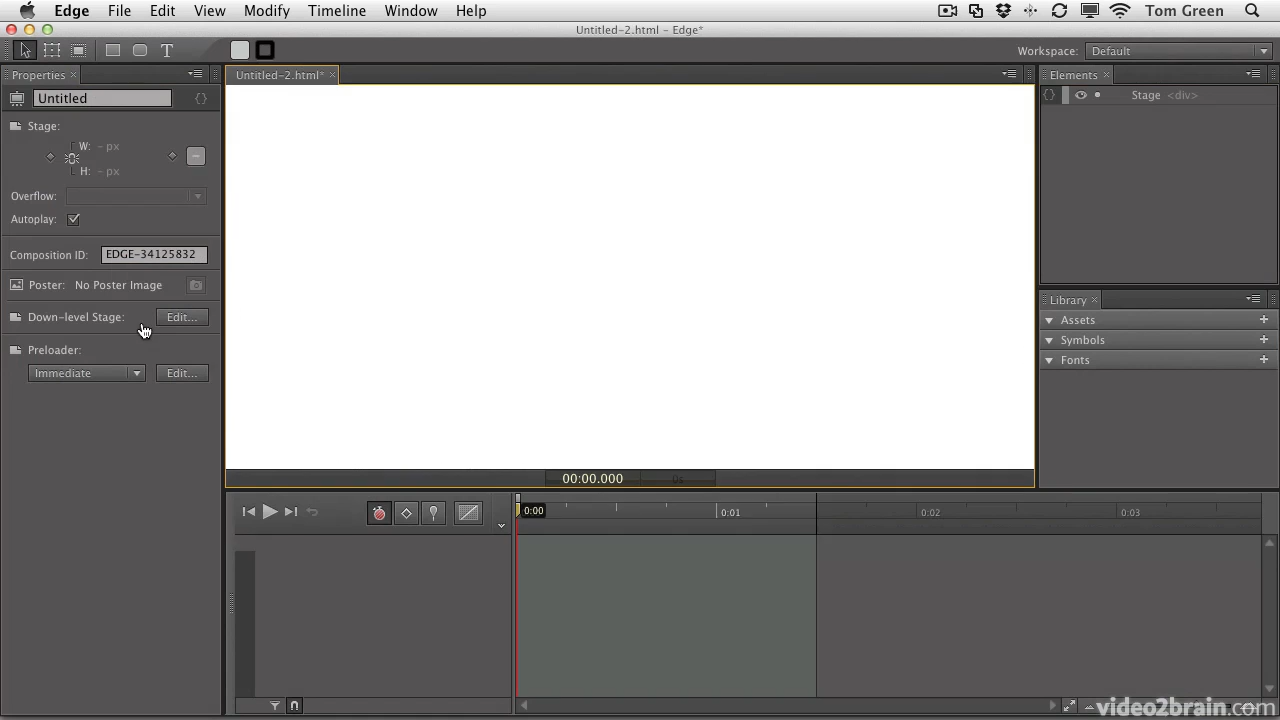 Edge File Edit View Modify Timeline Window Help Tom Green
Untitled-2.html - Edge*
T Workspace: Default
Properties × Untitled-2.html* × Elements ×
Untitled {} {} Stage <div>
Stage:
W: - px
H: - px
Overflow:
Autoplay:
Composition ID: EDGE-34125832
Poster: No Poster Image
Down-level Stage: Edit...
Preloader:
Immediate Edit...
Library ×
Assets +
Symbols +
Fonts +
00:00.000 0s
0:00 0:01 0:02 0:03
video2brain.com